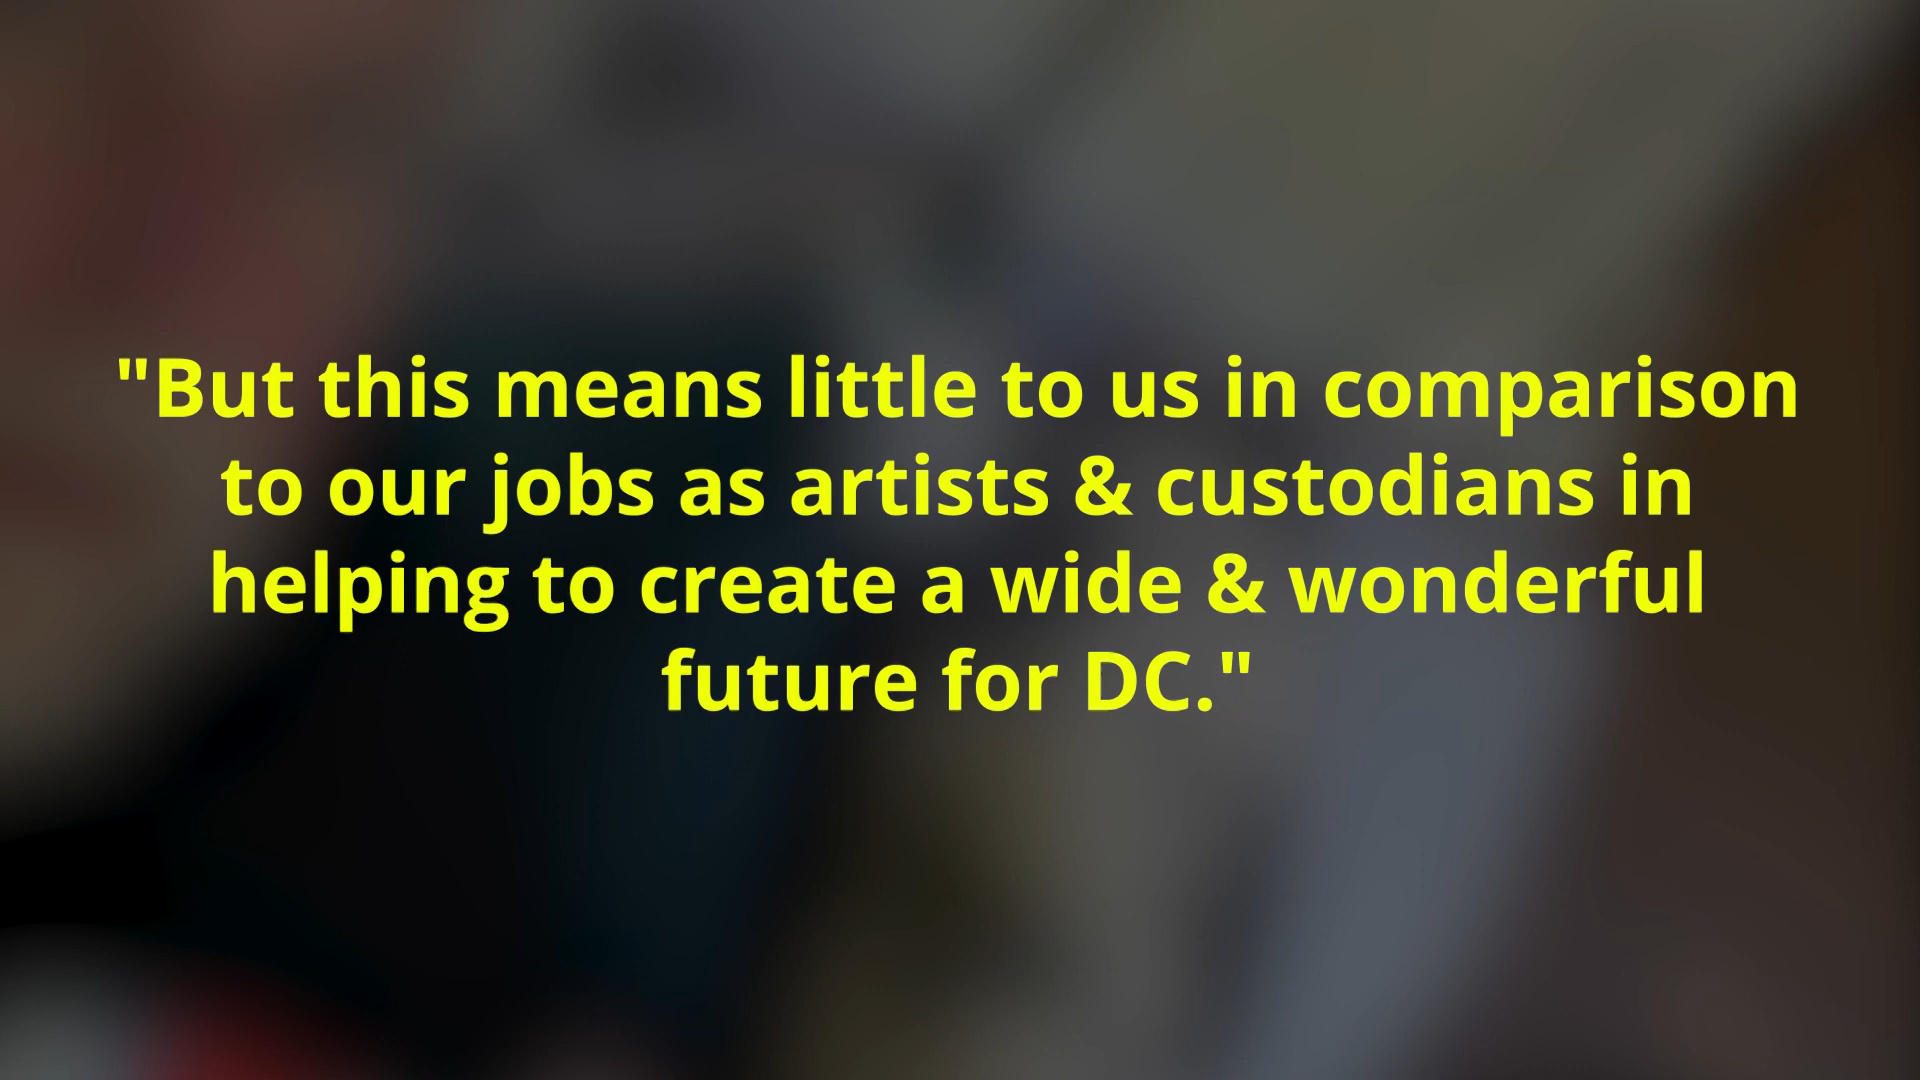 "But this means little to us in comparison
to our jobs as artists & custodians in
helping to create a wide & wonderful
future for DC."